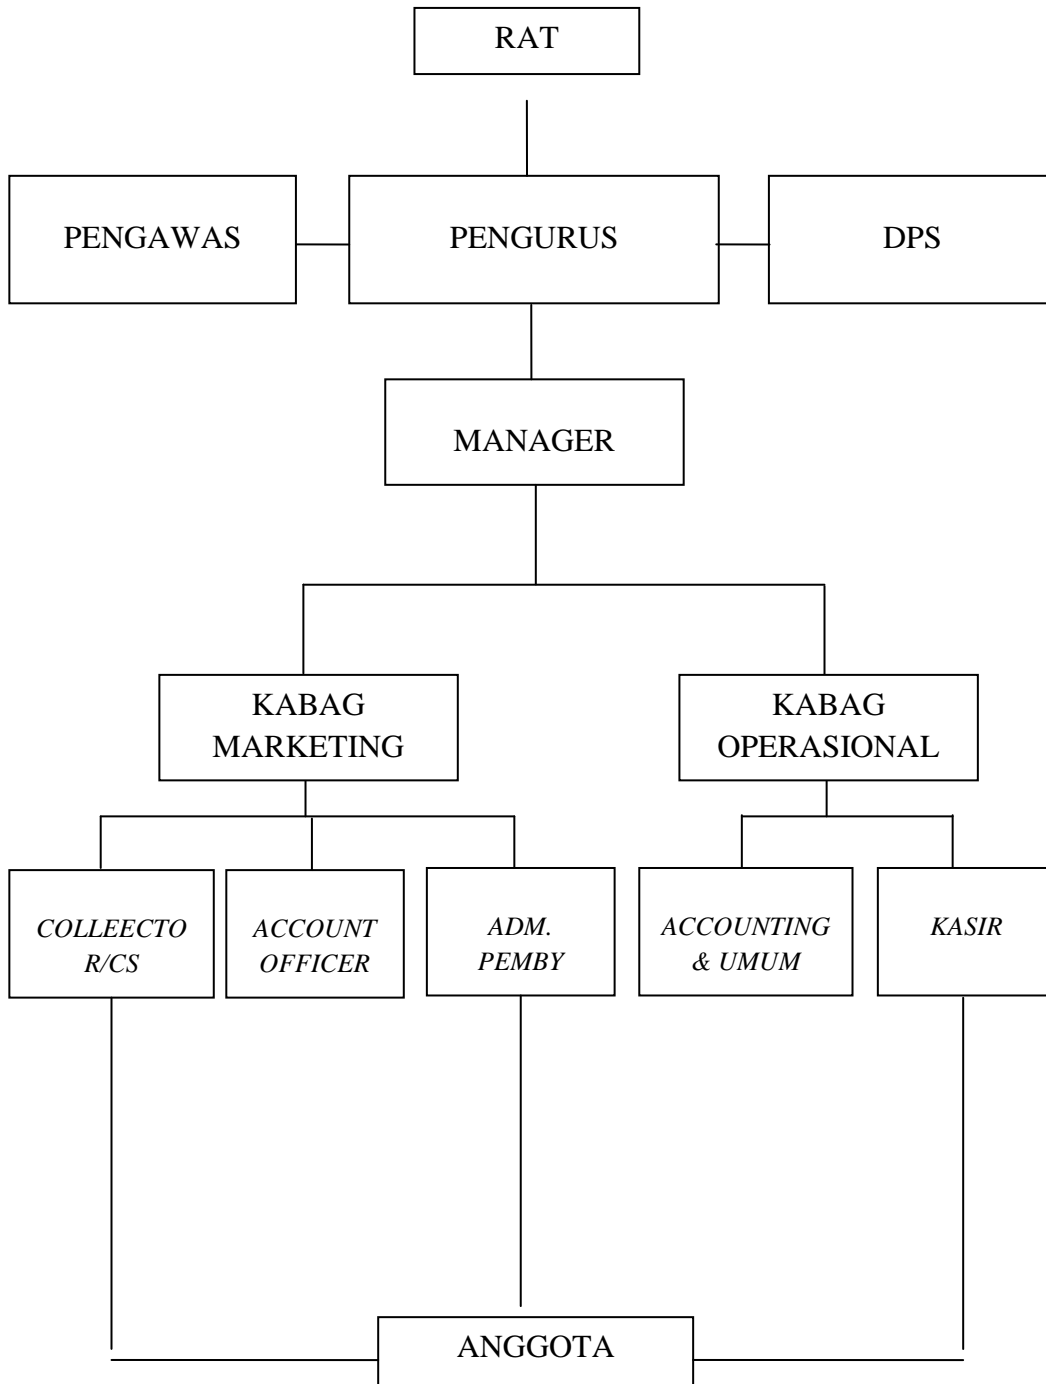 RAT
PENGAWAS
PENGURUS
DPS
MANAGER
KABAG
MARKETING
KABAG
OPERASIONAL
COLLEECTO
R/CS
ACCOUNT
OFFICER
ADM.
PEMBY
ACCOUNTING
& UMUM
KASIR
ANGGOTA